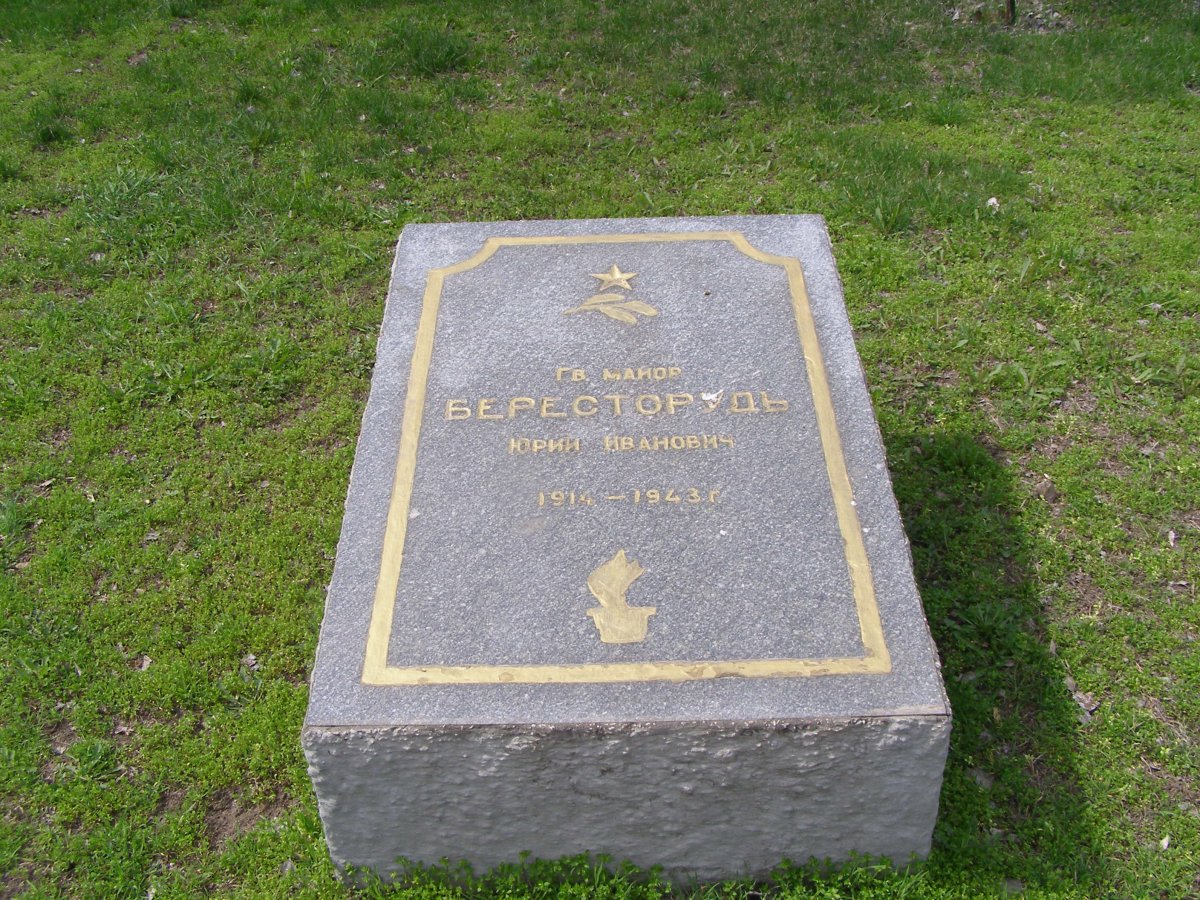 Гв. майор
БЕРЕСТОРУДЬ
Юрий Иванович
1914 – 1943 г